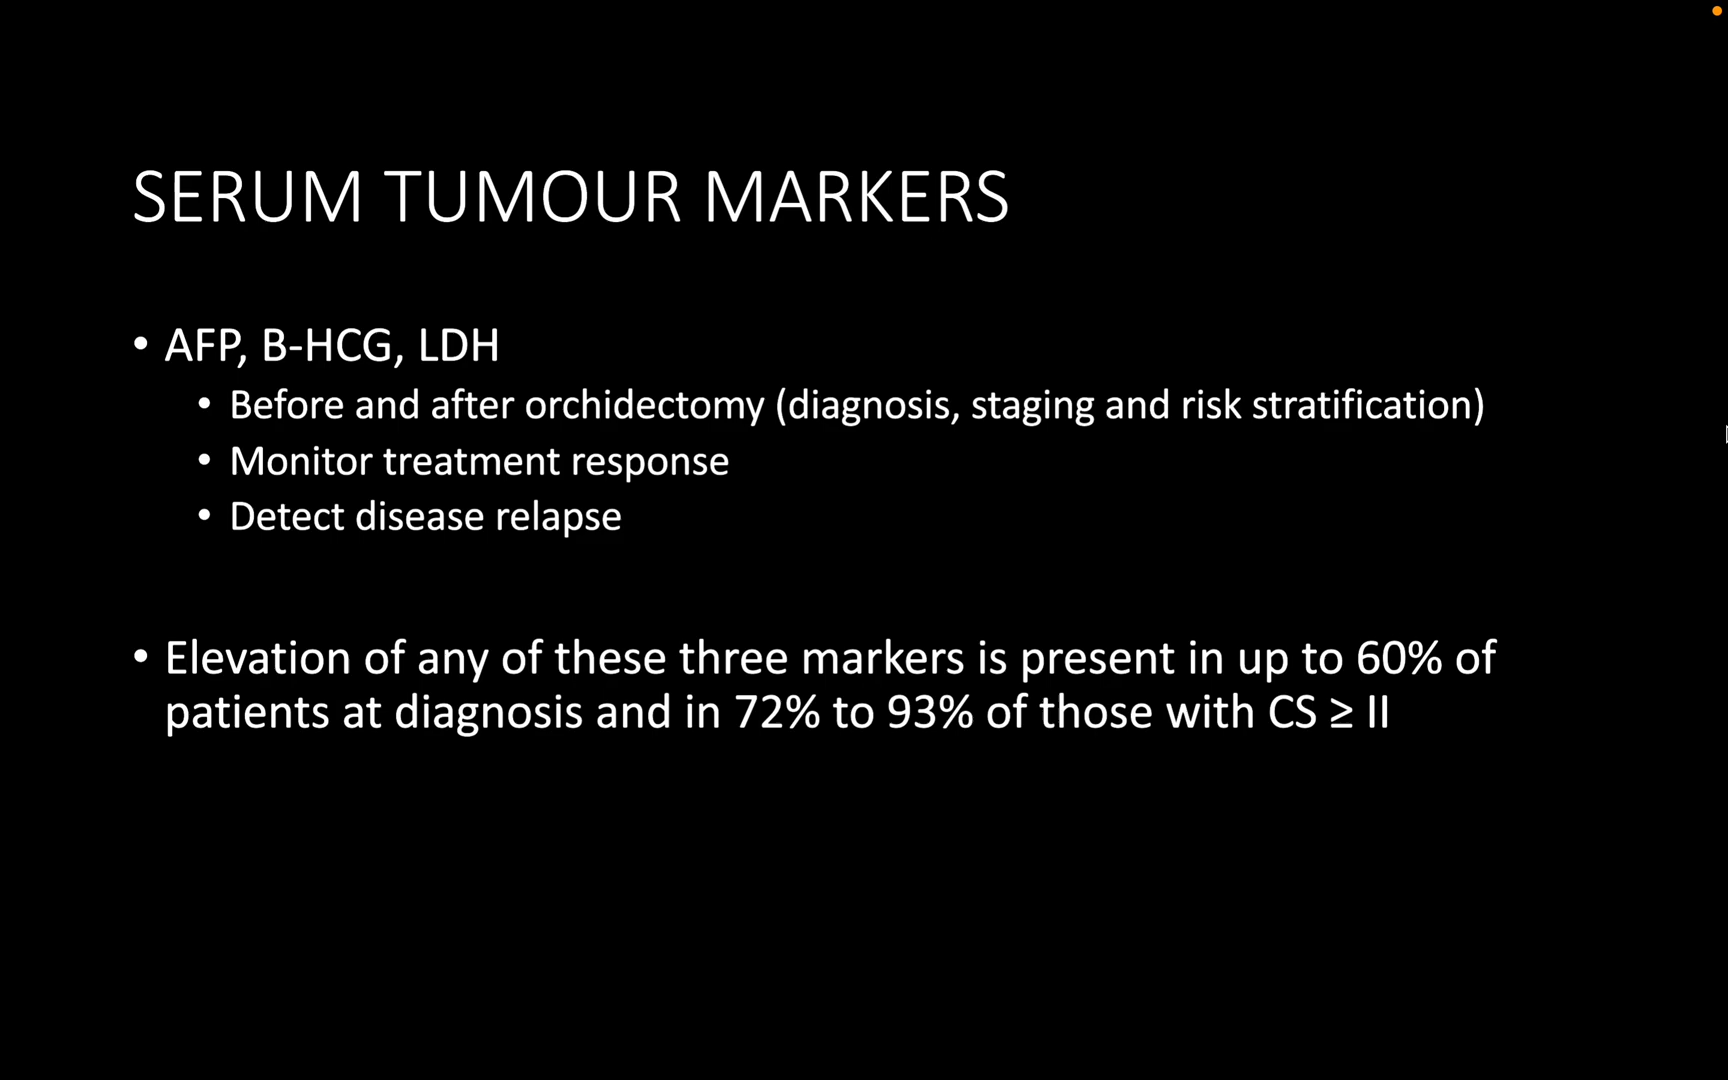 SERUM TUMOUR MARKERS
• AFP, B-HCG, LDH
• Before and after orchidectomy (diagnosis, staging and risk stratification)
• Monitor treatment response
• Detect disease relapse
• Elevation of any of these three markers is present in up to 60% of
patients at diagnosis and in 72% to 93% of those with CS ≥ II